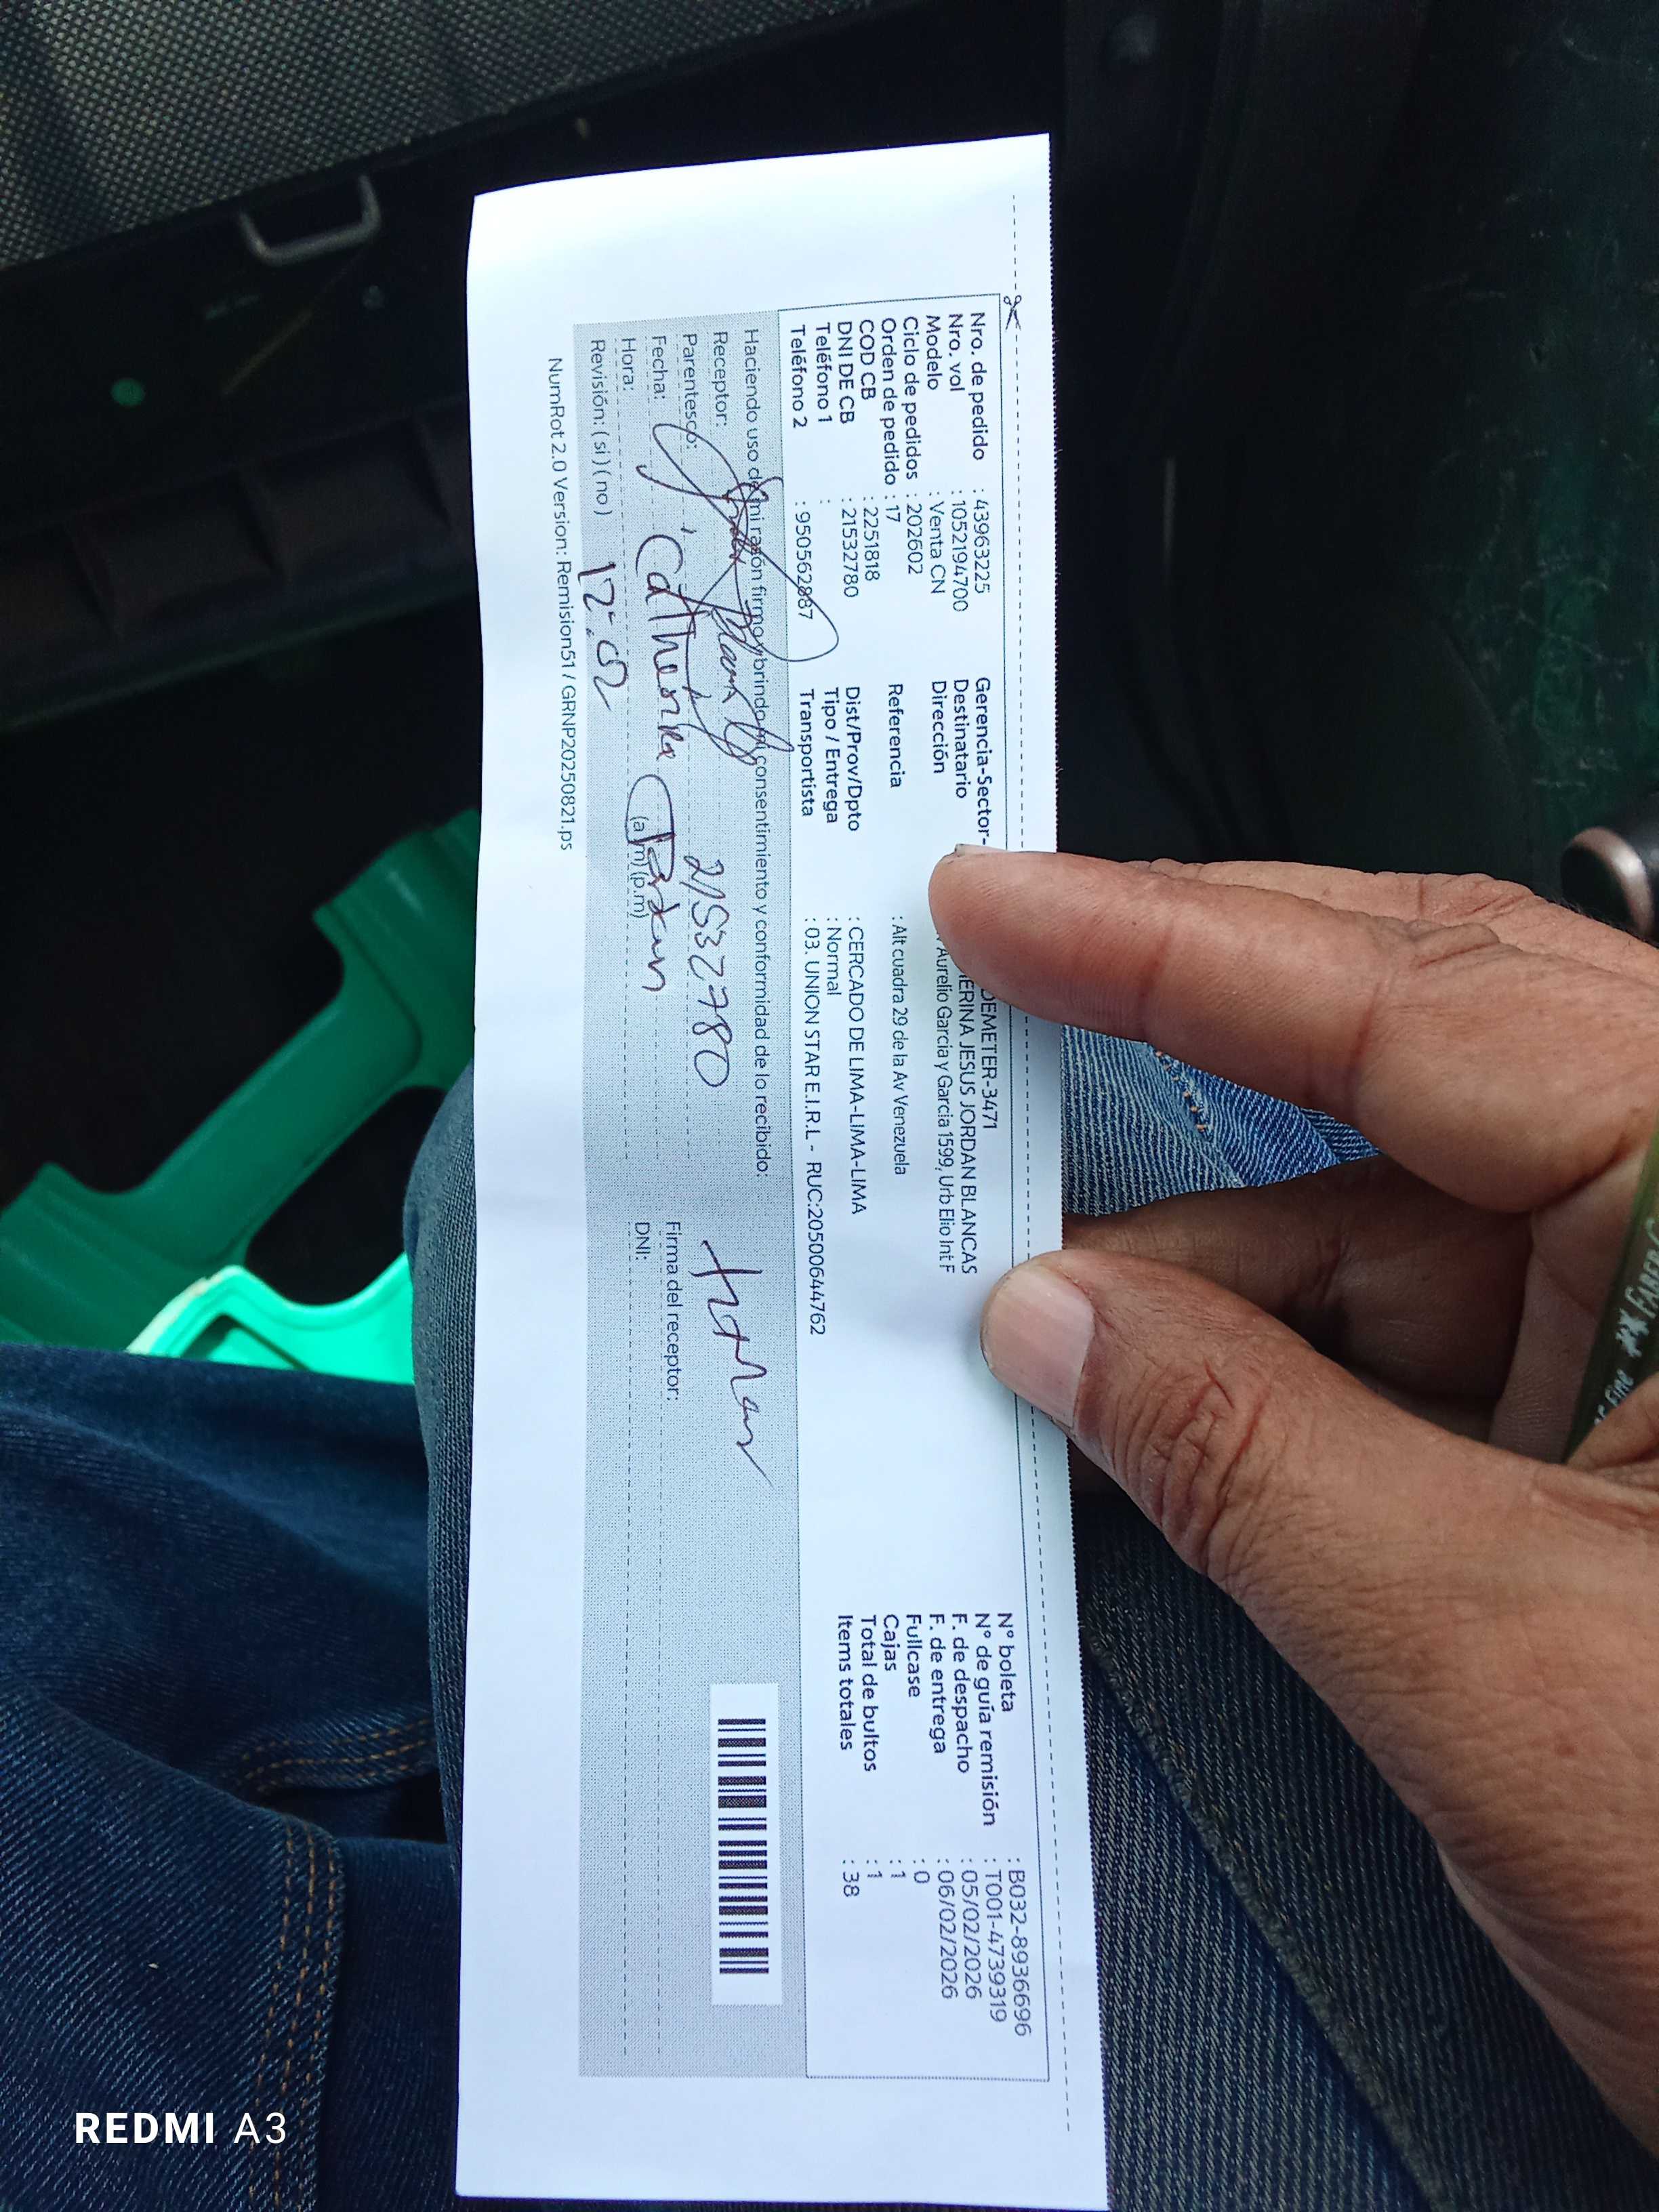 Nro. de pedido : 43963225
Nro. vol : 1052194700
Modelo : Venta CN
Ciclo de pedidos : 202602
Orden de pedido : 17
COD CB : 2251818
DNI DE CB : 21532780
Teléfono 1 :
Teléfono 2 : 950562887
Gerencia-Sector- DEMETER-3471
Destinatario ERINA JESUS JORDAN BLANCAS
Dirección Aurelio Garcia y Garcia 1599, Urb Elio Int F
Referencia : Alt cuadra 29 de la Av Venezuela
Dist/Prov/Dpto : CERCADO DE LIMA-LIMA-LIMA
Tipo / Entrega : Normal
Transportista : 03. UNION STAR E.I.R.L - RUC:20500644762
N° boleta : B032-8936696
N° de guía remisión : T001-4739319
F. de despacho : 05/02/2026
F. de entrega : 06/02/2026
Fullcase : 0
Cajas : 1
Total de bultos : 1
Items totales : 38
Haciendo uso de mi razón firmo y brindo mi consentimiento y conformidad de lo recibido:
Receptor:
Parentesco: 21532780
Fecha: Catherina Jordan
Hora: 12:02 (a.m) (p.m)
Revisión: ( si ) ( no )
Firma del receptor:
DNI:
NumRot 2.0 Version: Remision51 / GRNP20250821.ps
REDMI A3